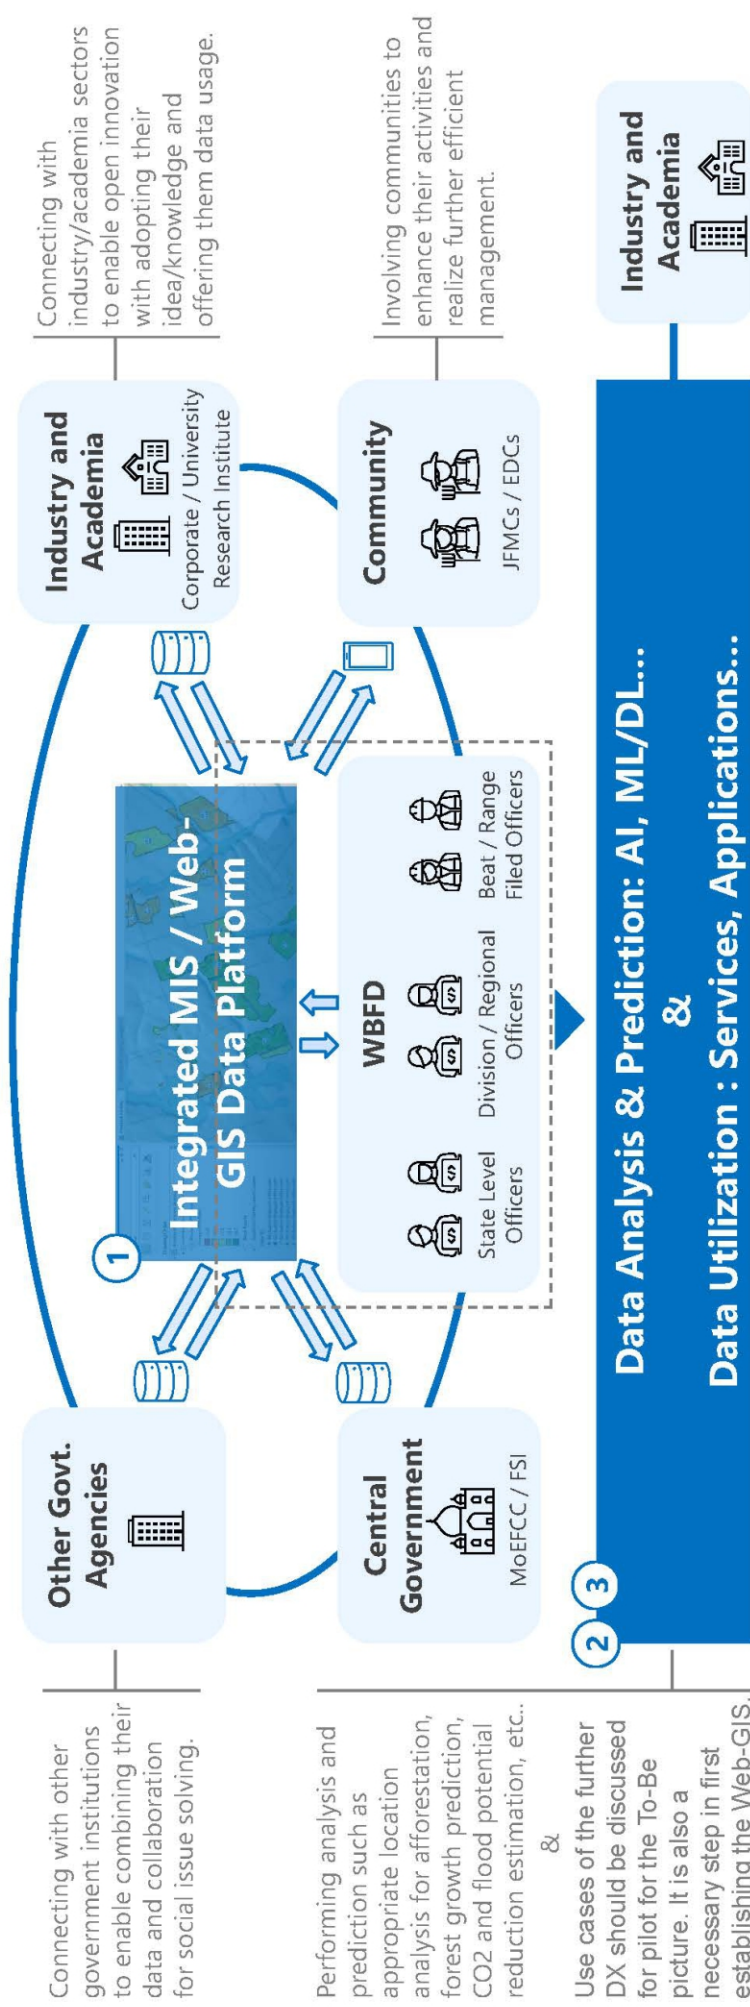 Connecting with other
government institutions
to enable combining their
data and collaboration
for social issue solving.
Other Govt.
Agencies
1
Integrated MIS / Web-
GIS Data Platform
Industry and
Academia
Corporate / University
Research Institute
Connecting with
industry/academia sectors
to enable open innovation
with adopting their
idea/knowledge and
offering them data usage.
Central
Government
MoEFCC / FSI
WBFD
State Level
Officers
Division / Regional
Officers
Beat / Range
Filed Officers
Community
JFMCs / EDCs
Involving communities to
enhance their activities and
realize further efficient
management.
Performing analysis and
prediction such as
appropriate location
analysis for afforestation,
forest growth prediction,
CO2 and flood potential
reduction estimation, etc..
&
Use cases of the further
DX should be discussed
for pilot for the To-Be
picture. It is also a
necessary step in first
establishing the Web-GIS.
2
3
Data Analysis & Prediction: AI, ML/DL...
&
Data Utilization : Services, Applications...
Industry and
Academia